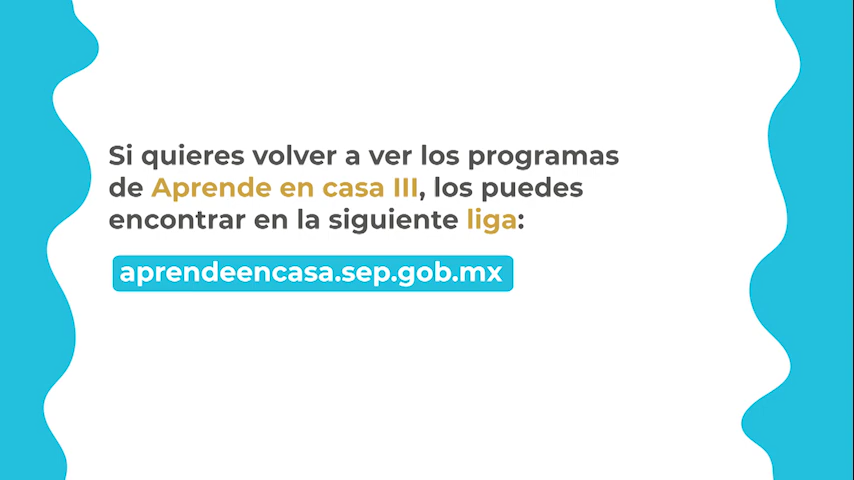 Si quieres volver a ver los programas
de Aprende en casa III, los puedes
encontrar en la siguiente liga:
aprendeencasa.sep.gob.mx